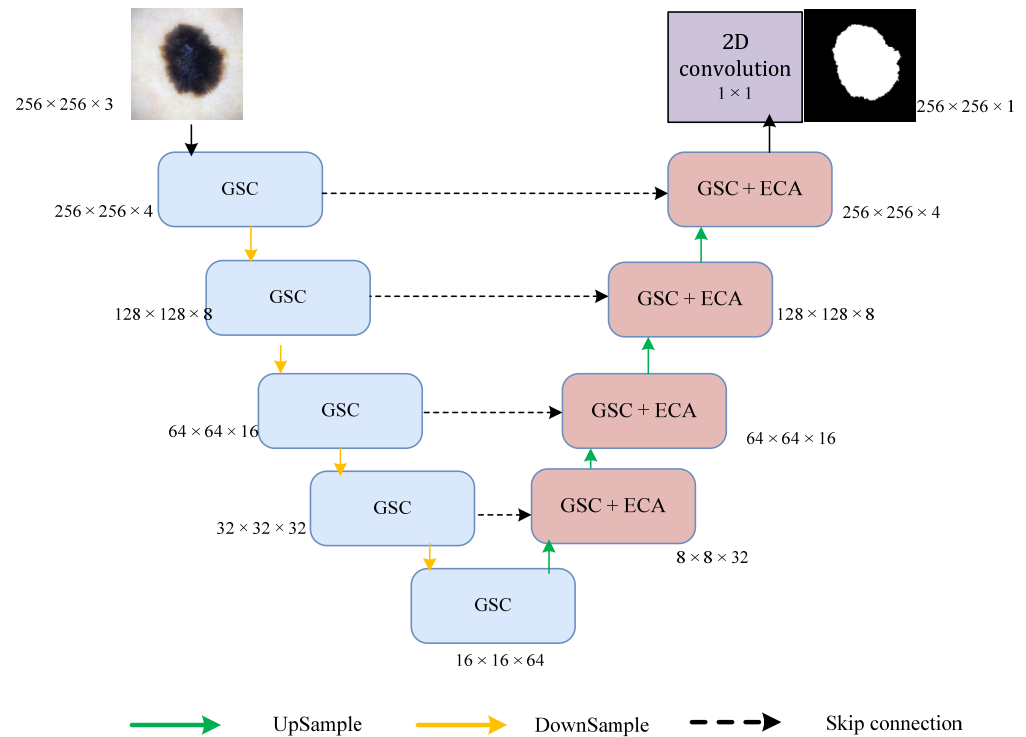 2D
convolution
1 × 1
256 × 256 × 3
256 × 256 × 1
GSC
GSC + ECA
256 × 256 × 4
256 × 256 × 4
GSC
GSC + ECA
128 × 128 × 8
128 × 128 × 8
GSC
GSC + ECA
64 × 64 × 16
64 × 64 × 16
GSC
GSC + ECA
32 × 32 × 32
8 × 8 × 32
GSC
16 × 16 × 64
UpSample
DownSample
Skip connection